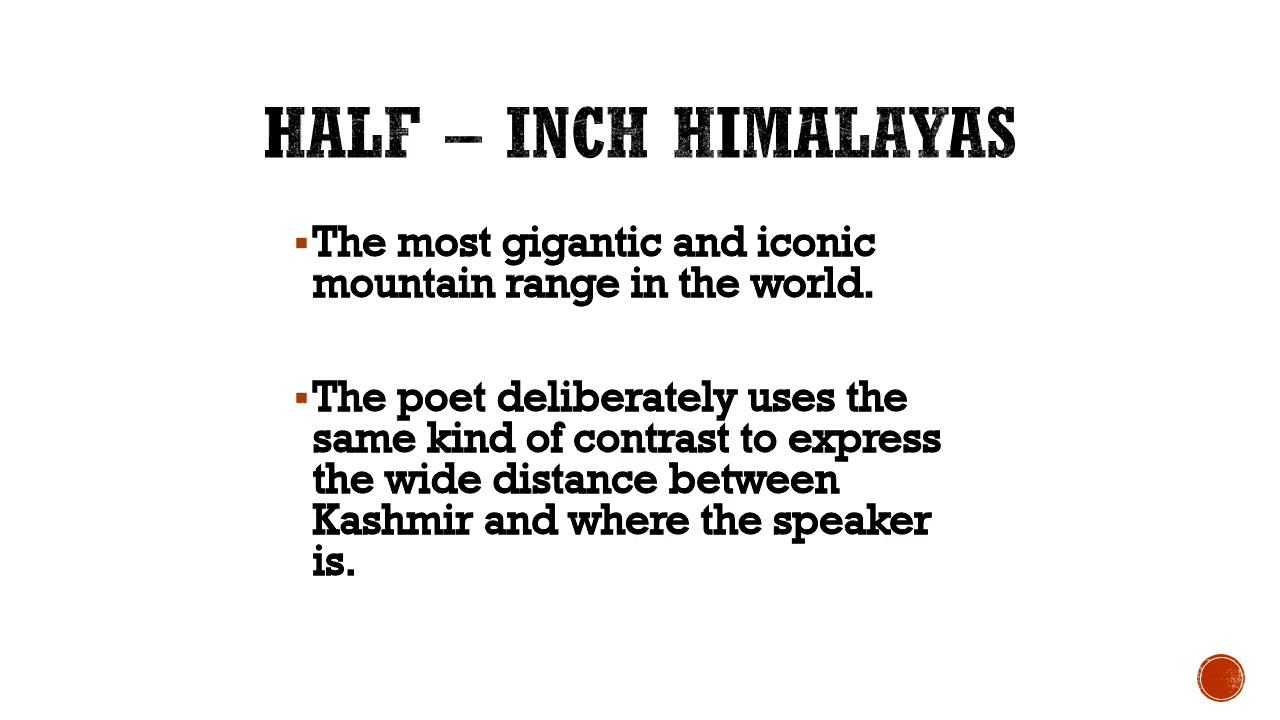 HALF – INCH HIMALAYAS
▪The most gigantic and iconic
mountain range in the world.
▪The poet deliberately uses the
same kind of contrast to express
the wide distance between
Kashmir and where the speaker
is.